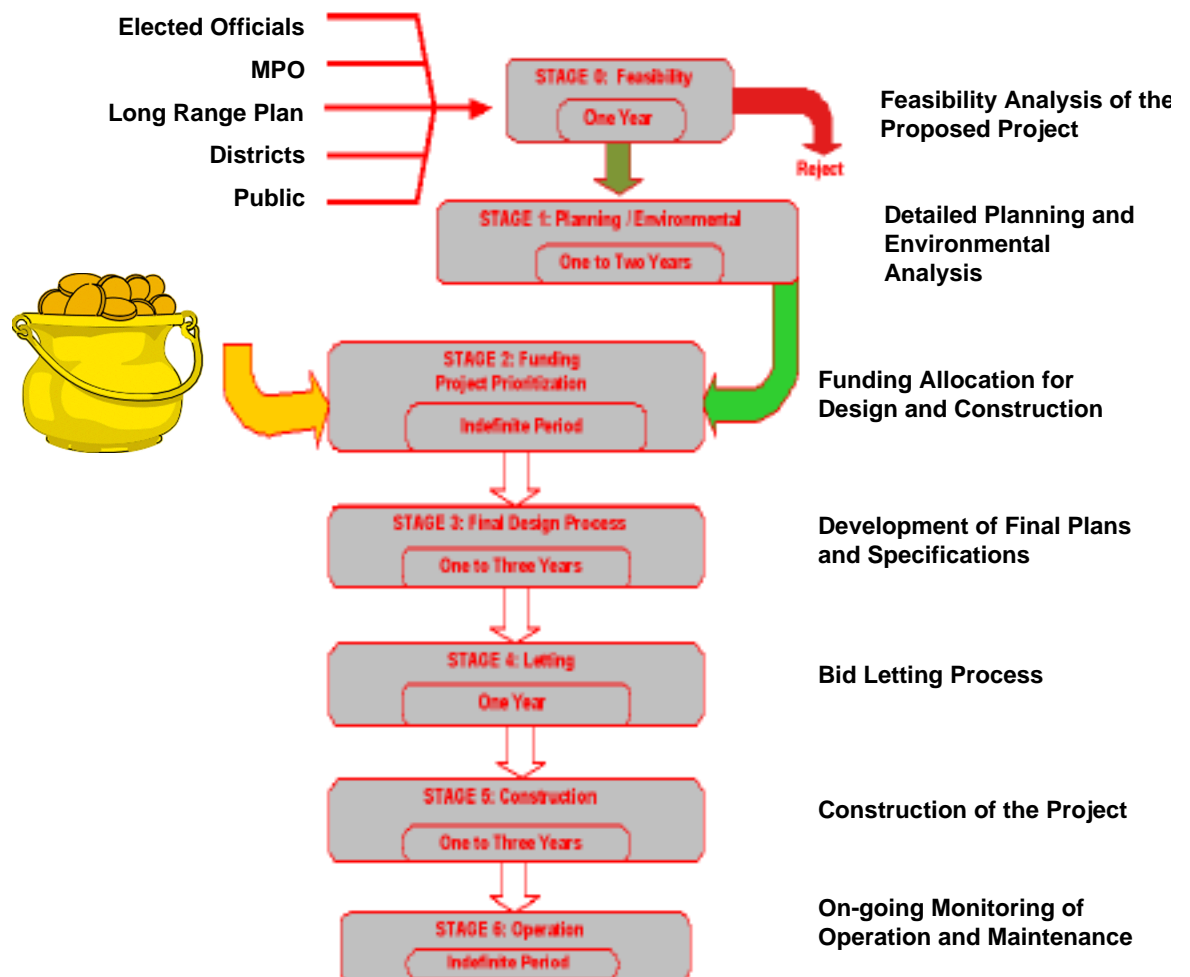 Elected Officials
MPO
Long Range Plan
Districts
Public
STAGE 0: Feasibility
One Year
Reject
Feasibility Analysis of the
Proposed Project
STAGE 1: Planning / Environmental
One to Two Years
Detailed Planning and
Environmental
Analysis
STAGE 2: Funding
Project Prioritization
Indefinite Period
Funding Allocation for
Design and Construction
STAGE 3: Final Design Process
One to Three Years
Development of Final Plans
and Specifications
STAGE 4: Letting
One Year
Bid Letting Process
STAGE 5: Construction
One to Three Years
Construction of the Project
STAGE 6: Operation
Indefinite Period
On-going Monitoring of
Operation and Maintenance